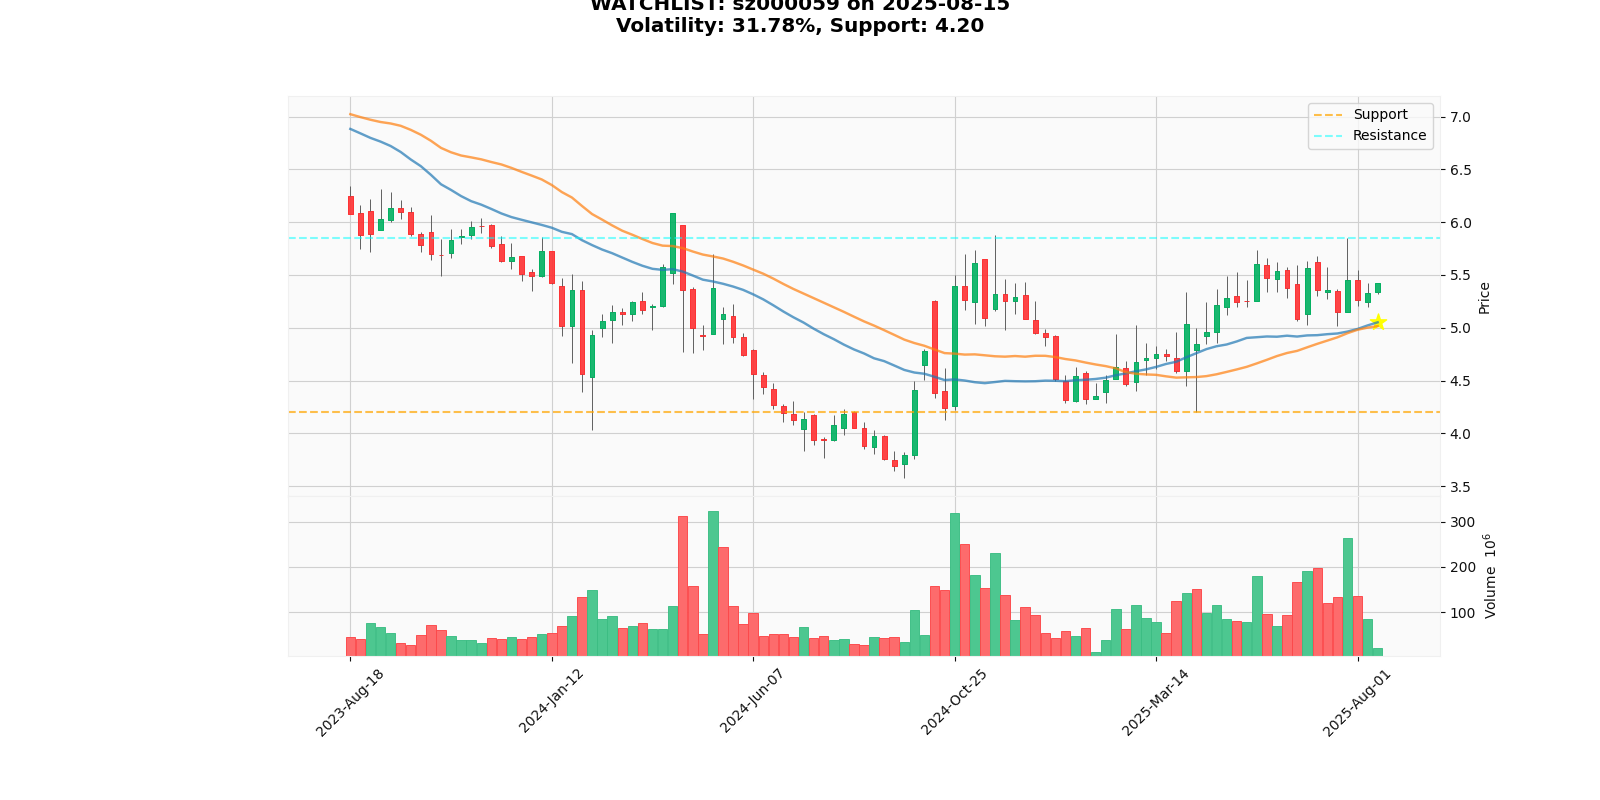 WATCHLIST: sz000059 on 2025-08-15
Volatility: 31.78%, Support: 4.20
Support
Resistance
7.0
6.5
6.0
5.5
5.0
4.5
4.0
3.5
Price
300
200
100
Volume 10⁶
2023-Aug-18
2024-Jan-12
2024-Jun-07
2024-Oct-25
2025-Mar-14
2025-Aug-01